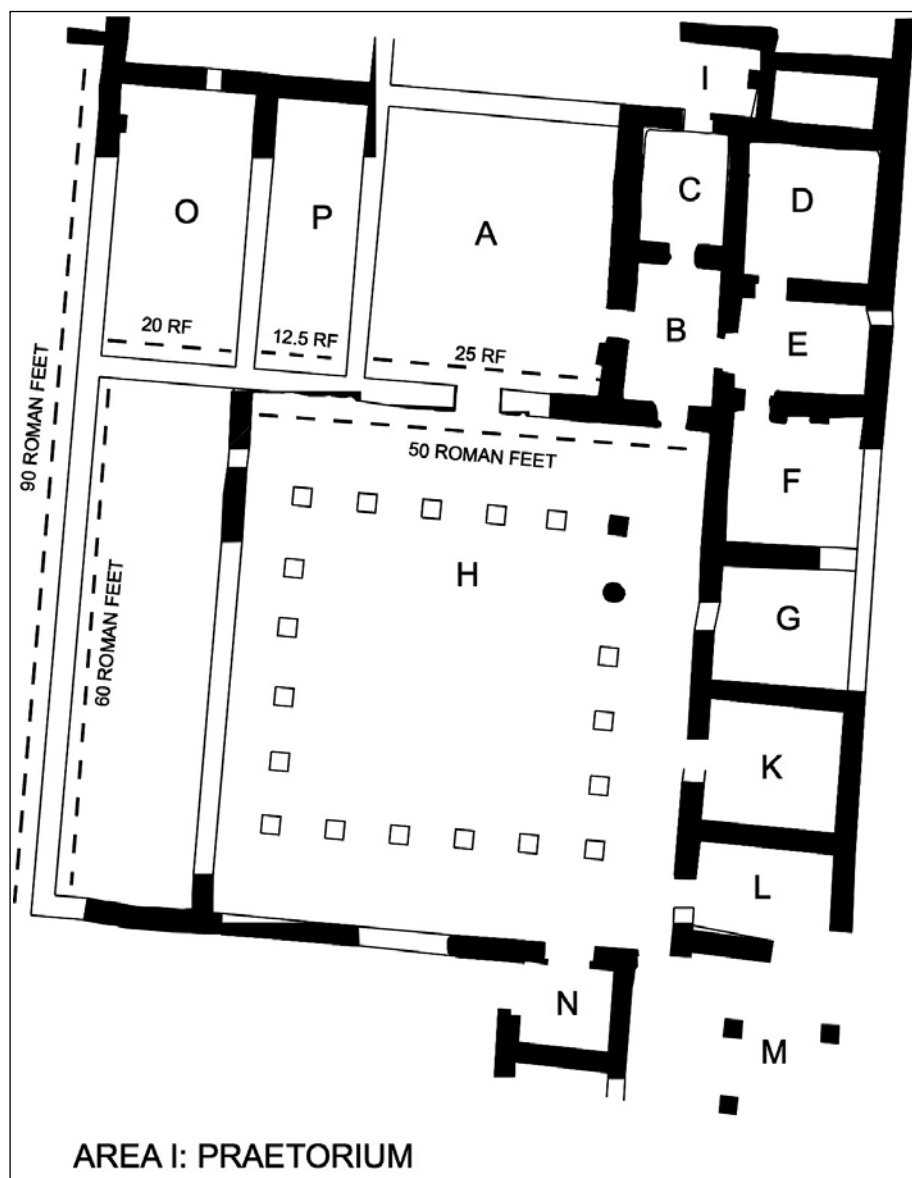 I
C
D
O
P
A
B
E
20 RF
12.5 RF
25 RF
50 ROMAN FEET
90 ROMAN FEET
F
H
G
60 ROMAN FEET
K
L
N
M
AREA I: PRAETORIUM